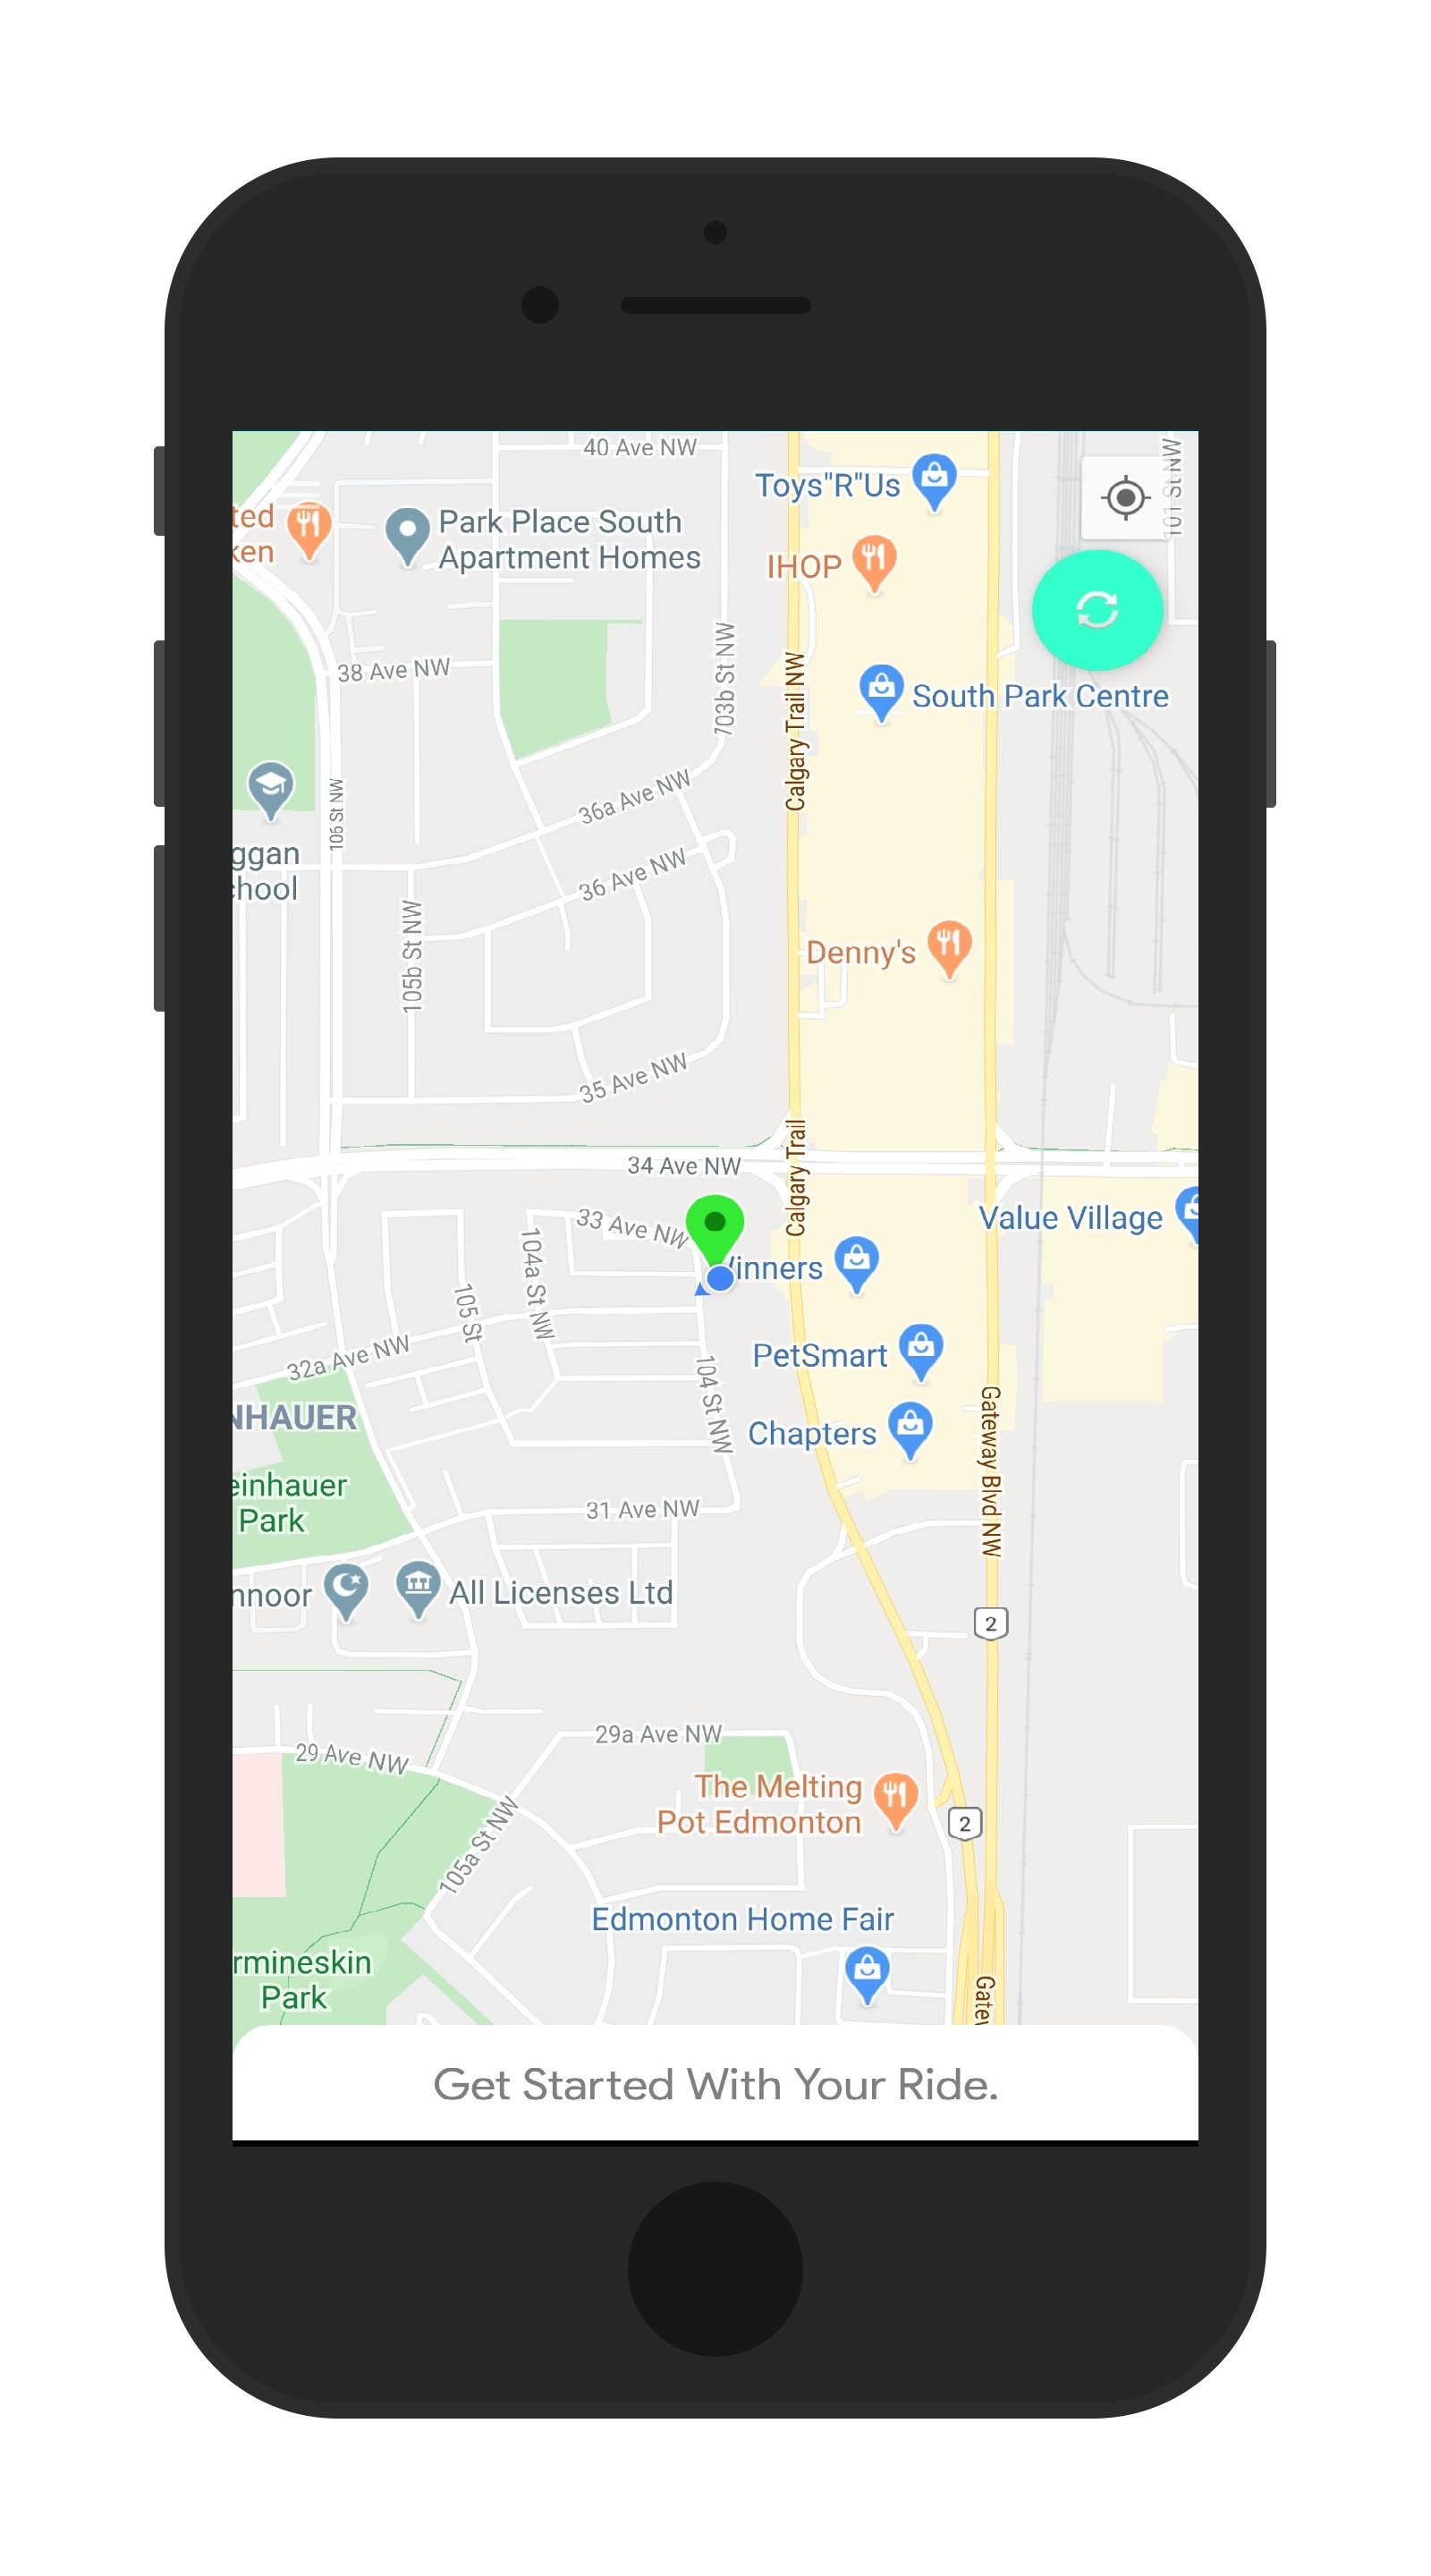 40 Ave NW
Toys"R"Us
101 St NW
ted
ken
Park Place South
Apartment Homes
IHOP
38 Ave NW
103b St NW
Calgary Trail NW
South Park Centre
36a Ave NW
106 St NW
ggan
chool
36 Ave NW
105b St NW
Denny's
35 Ave NW
34 Ave NW
Calgary Trail
33 Ave NW
Value Village
inners
104a St NW
105 St
32a Ave NW
PetSmart
104 St NW
NHAUER
Chapters
Gateway Blvd NW
einhauer
Park
31 Ave NW
nnoor
All Licenses Ltd
2
29a Ave NW
29 Ave NW
The Melting
Pot Edmonton
2
105a St NW
Edmonton Home Fair
rmineskin
Park
Gatew
Get Started With Your Ride.